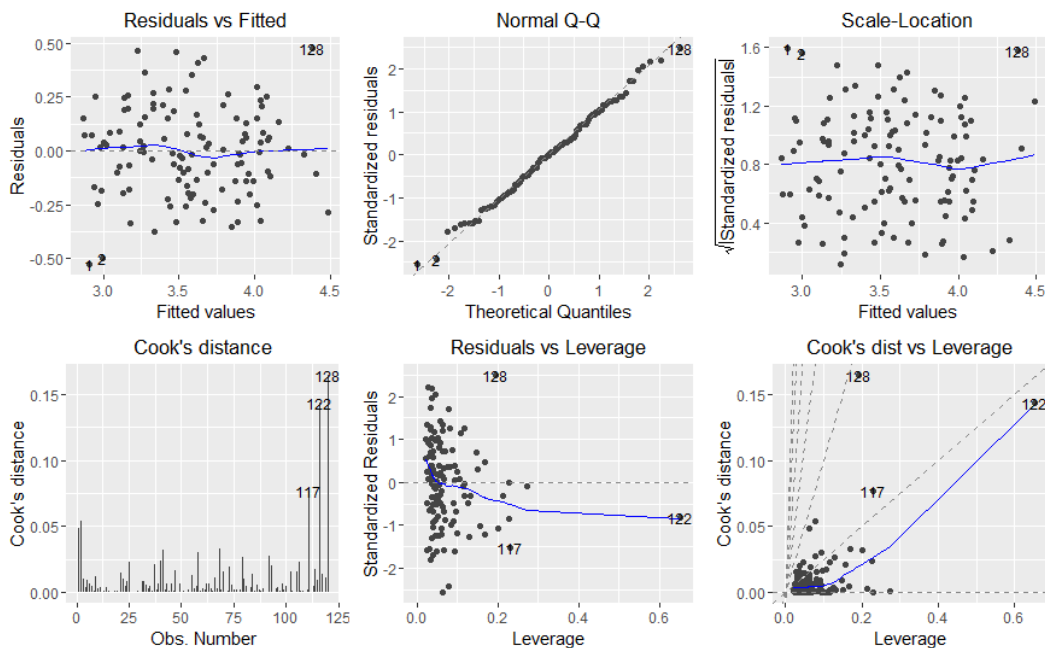 Residuals vs Fitted
Residuals
0.50
0.25
0.00
-0.25
-0.50
128
1
2
3.0 3.5 4.0 4.5
Fitted values
Normal Q-Q
Standardized residuals
2
1
0
-1
-2
128
2
1
-2 -1 0 1 2
Theoretical Quantiles
Scale-Location
√|Standardized residuals|
1.6
1.2
0.8
0.4
1
2
128
3.0 3.5 4.0 4.5
Fitted values
Cook's distance
Cook's distance
0.15
0.10
0.05
0.00
128
122
117
0 25 50 75 100 125
Obs. Number
Residuals vs Leverage
Standardized Residuals
2
1
0
-1
-2
128
122
117
0.0 0.2 0.4 0.6
Leverage
Cook's dist vs Leverage
Cook's distance
0.15
0.10
0.05
0.00
128
122
117
0.0 0.2 0.4 0.6
Leverage